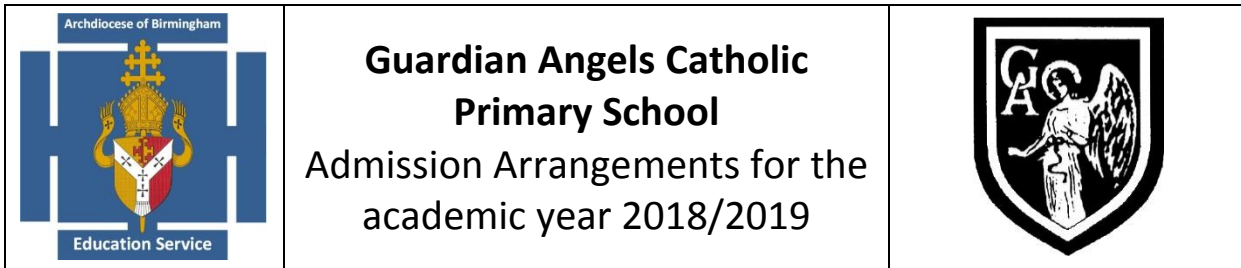 Archdiocese of Birmingham
Education Service
Guardian Angels Catholic
Primary School
Admission Arrangements for the
academic year 2018/2019
GA